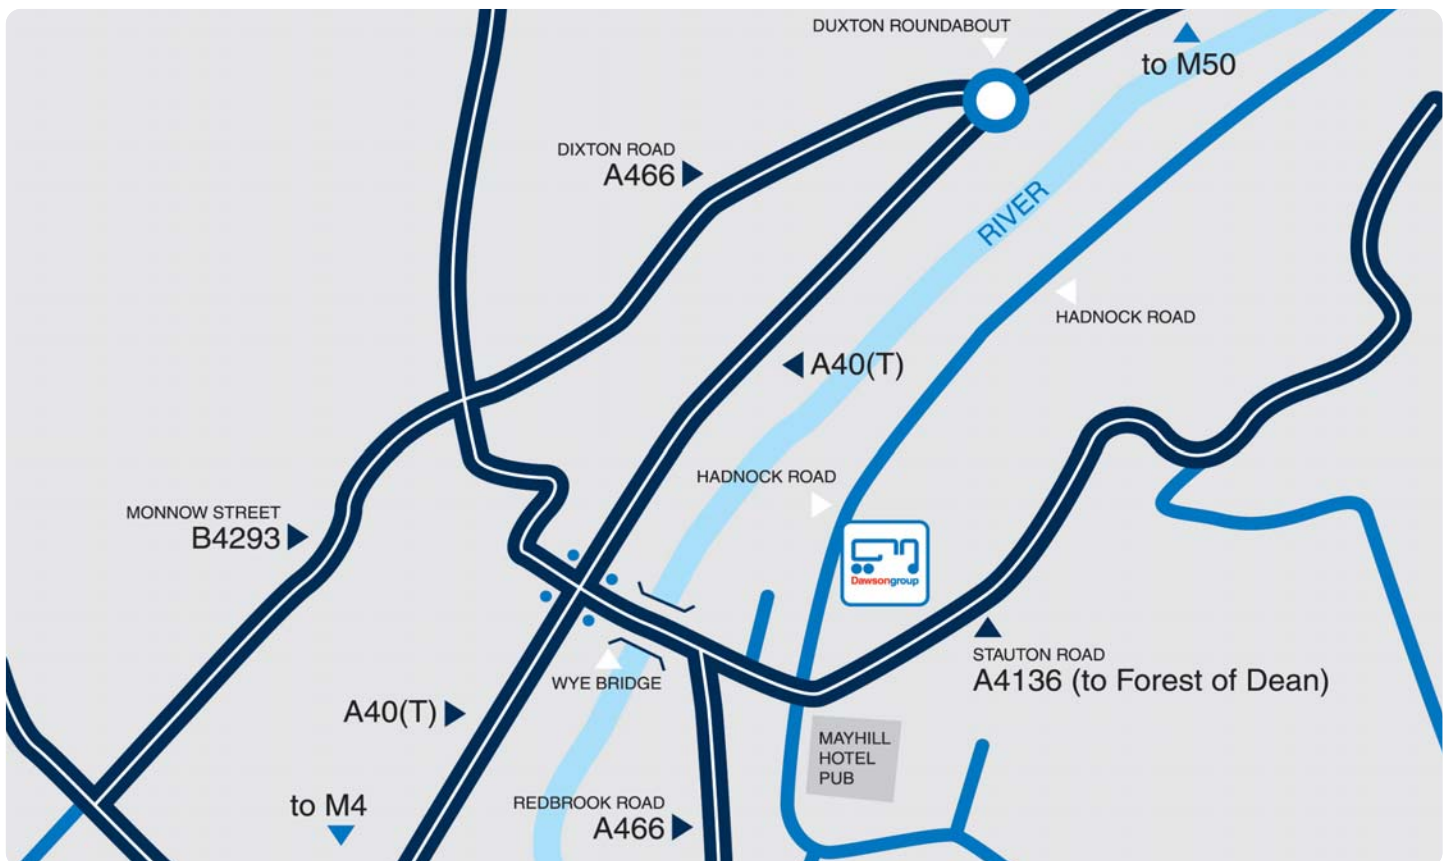 DUXTON ROUNDABOUT
to M50
DIXTON ROAD
A466
RIVER
HADNOCK ROAD
A40(T)
HADNOCK ROAD
MONNOW STREET
B4293
Dawsongroup
STAUTON ROAD
A4136 (to Forest of Dean)
WYE BRIDGE
A40(T)
MAYHILL
HOTEL
PUB
to M4
REDBROOK ROAD
A466